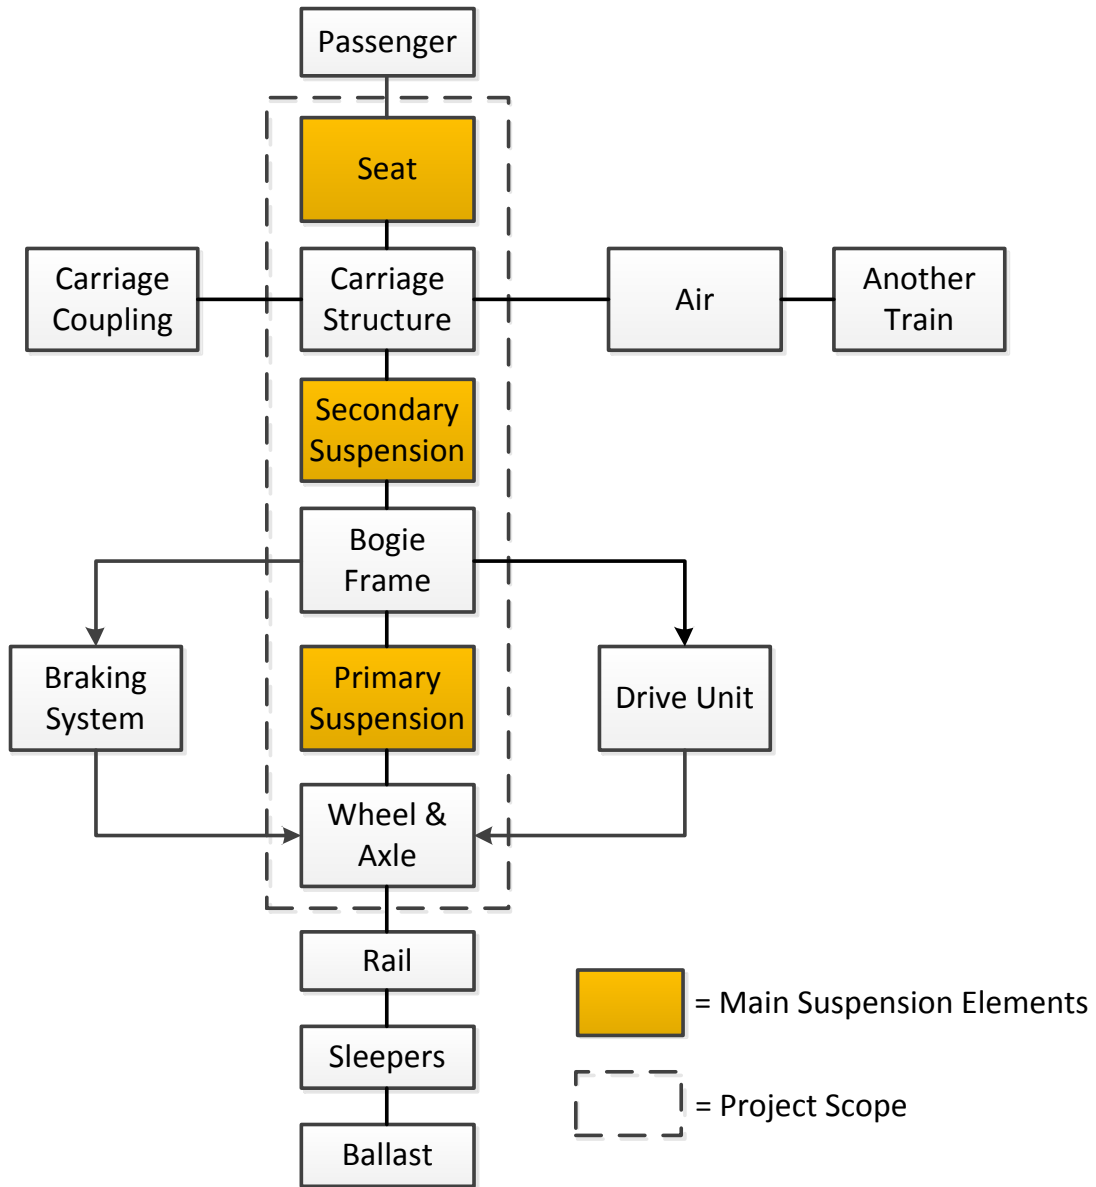 Passenger
Seat
Carriage
Coupling
Carriage
Structure
Air
Another
Train
Secondary
Suspension
Bogie
Frame
Braking
System
Primary
Suspension
Drive Unit
Wheel &
Axle
Rail
= Main Suspension Elements
Sleepers
= Project Scope
Ballast